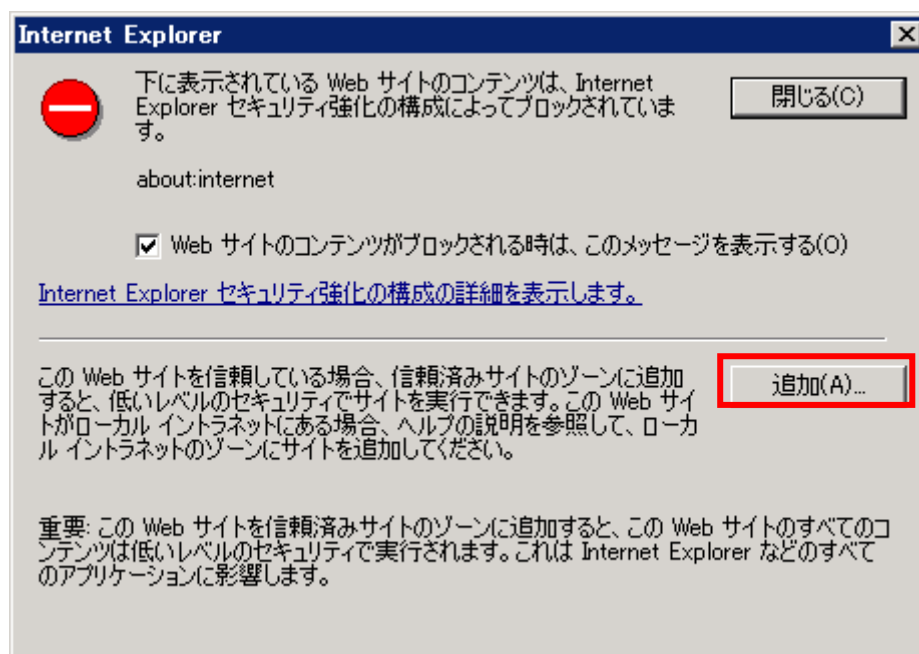 Internet Explorer
下に表示されている Web サイトのコンテンツは、Internet
Explorer セキュリティ強化の構成によってブロックされていま
す。
閉じる(C)
about:internet
Web サイトのコンテンツがブロックされる時は、このメッセージを表示する(O)
Internet Explorer セキュリティ強化の構成の詳細を表示します。
この Web サイトを信頼している場合、信頼済みサイトのゾーンに追加
すると、低いレベルのセキュリティでサイトを実行できます。この Web サイ
トがローカル イントラネットにある場合、ヘルプの説明を参照して、ローカ
ル イントラネットのゾーンにサイトを追加してください。
追加(A)...
重要: この Web サイトを信頼済みサイトのゾーンに追加すると、この Web サイトのすべてのコ
ンテンツは低いレベルのセキュリティで実行されます。これは Internet Explorer などのすべて
のアプリケーションに影響します。